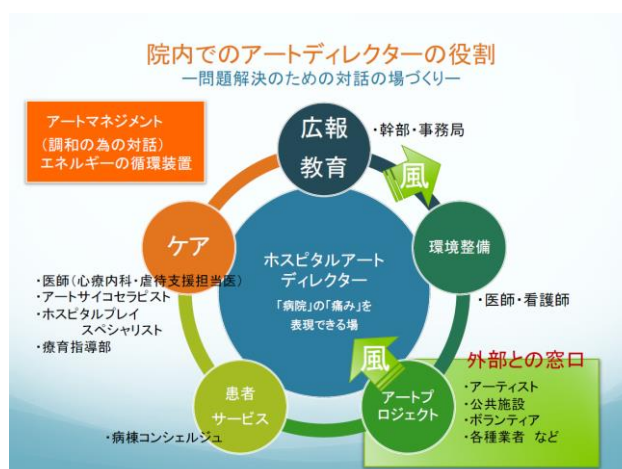 院内でのアートディレクターの役割
―問題解決のための対話の場づくり―
アートマネジメント
(調和の為の対話)
エネルギーの循環装置
広報
教育
・幹部・事務局
風
ケア
環境整備
ホスピタルアート
ディレクター
「病院」の「痛み」を
表現できる場
・医師(心療内科・虐待支援担当医)
・アートサイコセラピスト
・ホスピタルプレイ
スペシャリスト
・療育指導部
・医師・看護師
風
外部との窓口
患者
サービス
アートプ
ロジェクト
・アーティスト
・公共施設
・ボランティア
・各種業者 など
・病棟コンシェルジュ